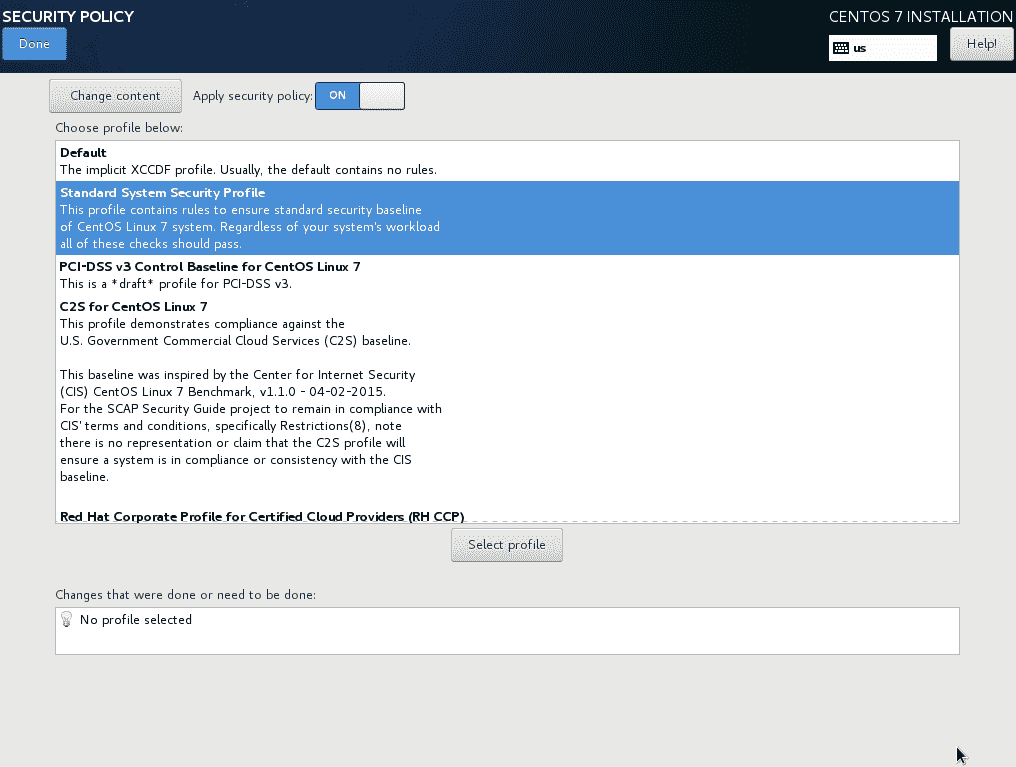 SECURITY POLICY
CENTOS 7 INSTALLATION
Done
us
Help!
Change content
Apply security policy:
ON
Choose profile below:
Default
The implicit XCCDF profile. Usually, the default contains no rules.
Standard System Security Profile
This profile contains rules to ensure standard security baseline
of CentOS Linux 7 system. Regardless of your system's workload
all of these checks should pass.
PCI-DSS v3 Control Baseline for CentOS Linux 7
This is a *draft* profile for PCI-DSS v3.
C2S for CentOS Linux 7
This profile demonstrates compliance against the
U.S. Government Commercial Cloud Services (C2S) baseline.
This baseline was inspired by the Center for Internet Security
(CIS) CentOS Linux 7 Benchmark, v1.1.0 - 04-02-2015.
For the SCAP Security Guide project to remain in compliance with
CIS' terms and conditions, specifically Restrictions(8), note
there is no representation or claim that the C2S profile will
ensure a system is in compliance or consistency with the CIS
baseline.
Red Hat Corporate Profile for Certified Cloud Providers (RH CCP)
Select profile
Changes that were done or need to be done:
No profile selected